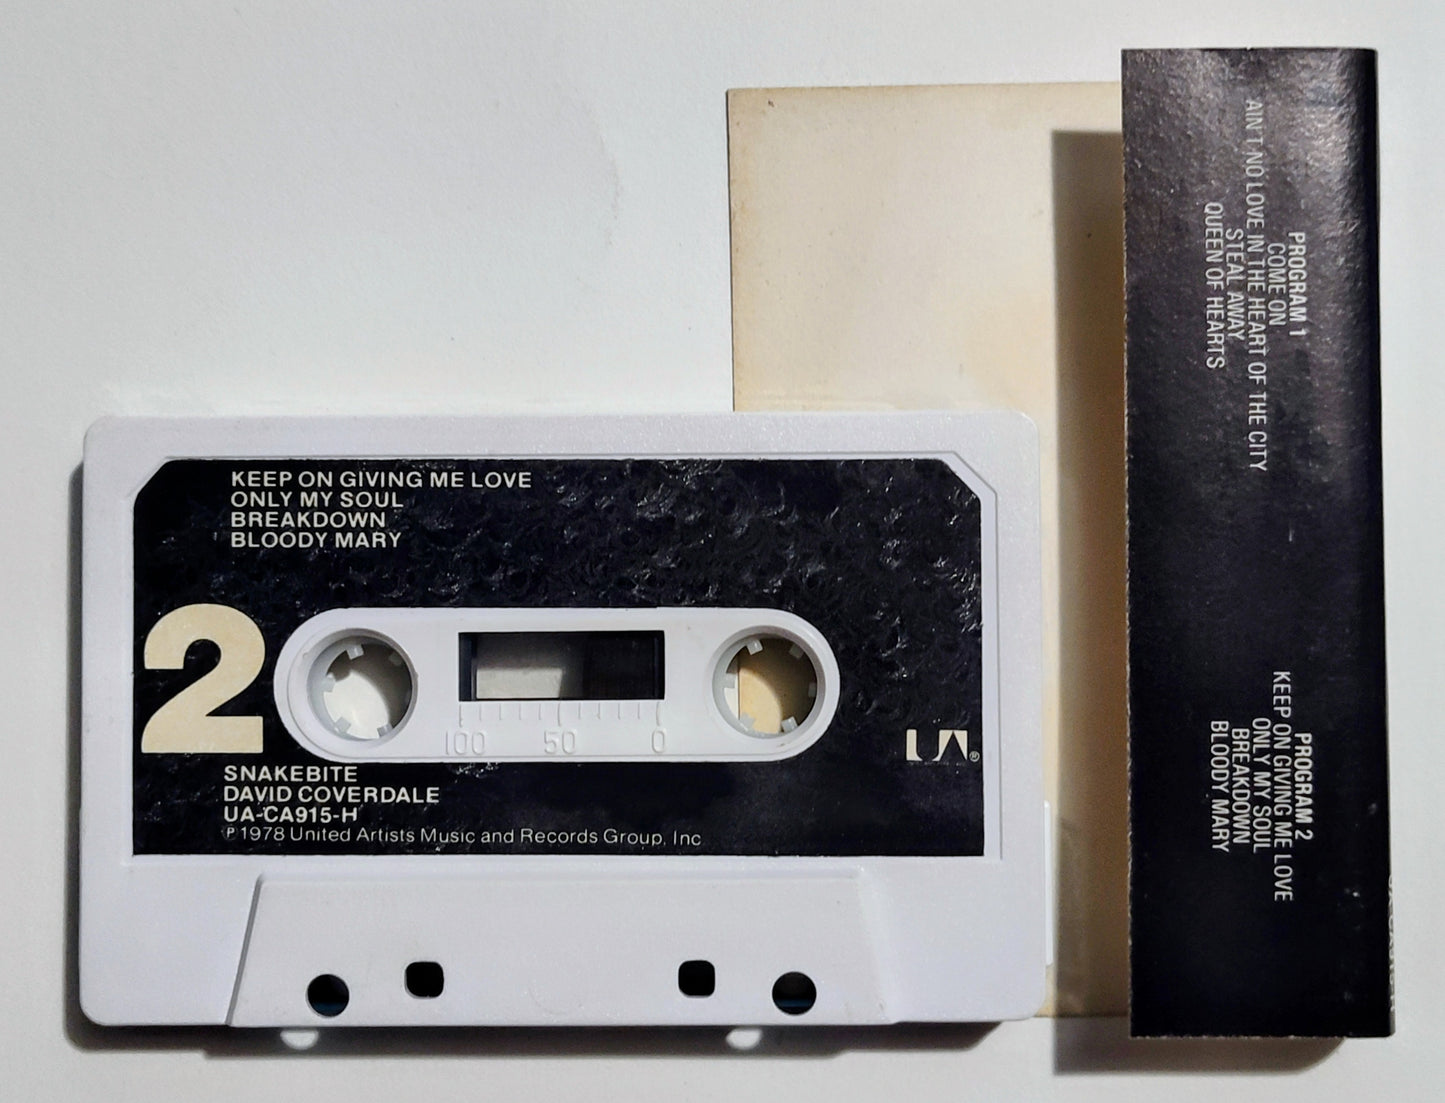 KEEP ON GIVING ME LOVE
ONLY MY SOUL
BREAKDOWN
BLOODY MARY
2
100 50 0
UA®
SNAKEBITE
DAVID COVERDALE
UA-CA915-H
℗ 1978 United Artists Music and Records Group, Inc
PROGRAM 1
COME ON
AIN'T NO LOVE IN THE HEART OF THE CITY
STEAL AWAY
QUEEN OF HEARTS
PROGRAM 2
KEEP ON GIVING ME LOVE
ONLY MY SOUL
BREAKDOWN
BLOODY MARY